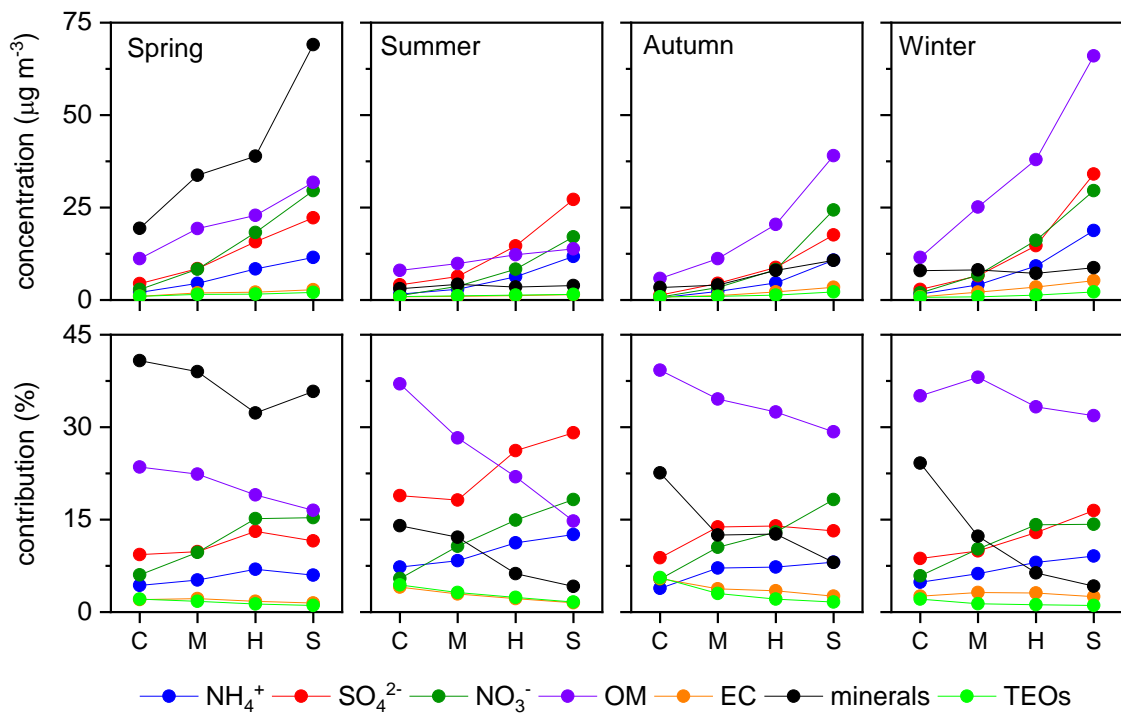 concentration (μg m⁻³)
75
50
25
0
Spring
Summer
Autumn
Winter
contribution (%)
45
30
15
0
C M H S C M H S C M H S C M H S
NH₄⁺ SO₄²⁻ NO₃⁻ OM EC minerals TEOs